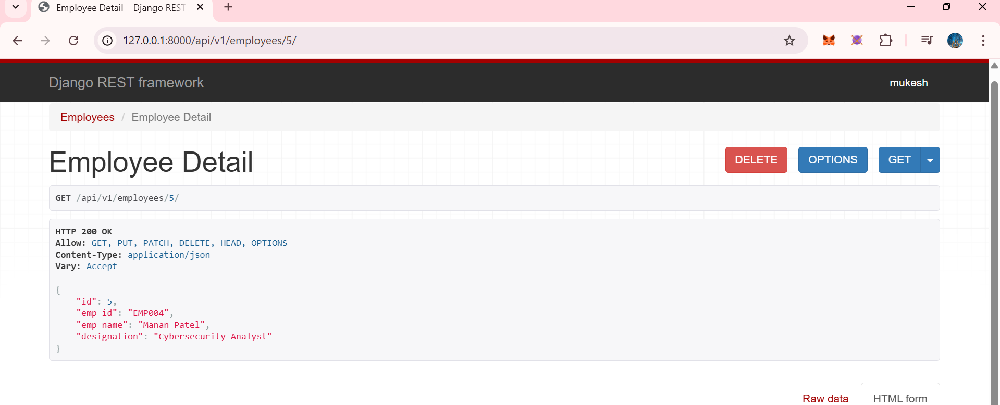 Employee Detail – Django REST
127.0.0.1:8000/api/v1/employees/5/
Django REST framework
mukesh
Employees / Employee Detail
Employee Detail
DELETE
OPTIONS
GET
GET /api/v1/employees/5/
HTTP 200 OK
Allow: GET, PUT, PATCH, DELETE, HEAD, OPTIONS
Content-Type: application/json
Vary: Accept
{
    "id": 5,
    "emp_id": "EMP004",
    "emp_name": "Manan Patel",
    "designation": "Cybersecurity Analyst"
}
Raw data
HTML form